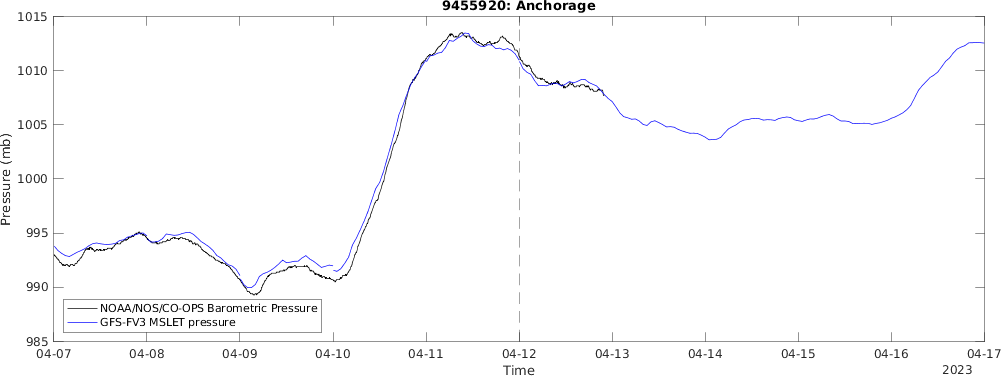 9455920: Anchorage
1015
1010
1005
1000
995
990
985
Pressure (mb)
NOAA/NOS/CO-OPS Barometric Pressure
GFS-FV3 MSLET pressure
04-07 04-08 04-09 04-10 04-11 04-12 04-13 04-14 04-15 04-16 04-17
Time
2023